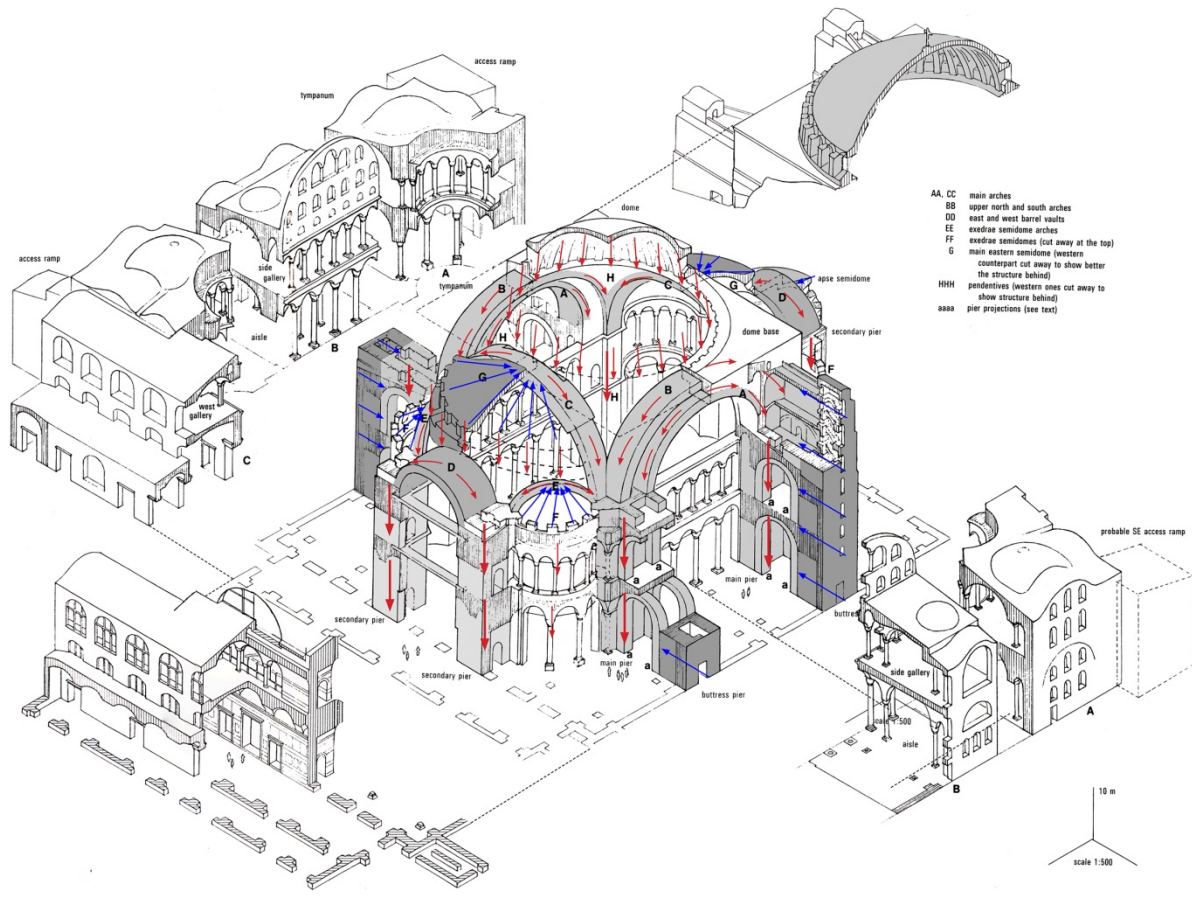 access ramp
tympanum
access ramp
side
gallery
aisle
A
tympanum
B
west
gallery
C
dome
AA, CC main arches
BB upper north and south arches
DD east and west barrel vaults
EE exedrae semidome arches
FF exedrae semidomes (cut away at the top)
G main eastern semidome (western
counterpart cut away to show better
the structure behind)
HHH pendentives (western ones cut away to
show structure behind)
aaaa pier projections (see text)
apse semidome
H
B
A
C
G
D
dome base
secondary pier
H
F
G
C
H
B
A
E
F
D
E
F
a
a
a
a
a
a
a
a
main pier
buttress
secondary pier
secondary pier
main pier
buttress pier
probable SE access ramp
side gallery
scale 1:500
aisle
A
B
10 m
scale 1:500